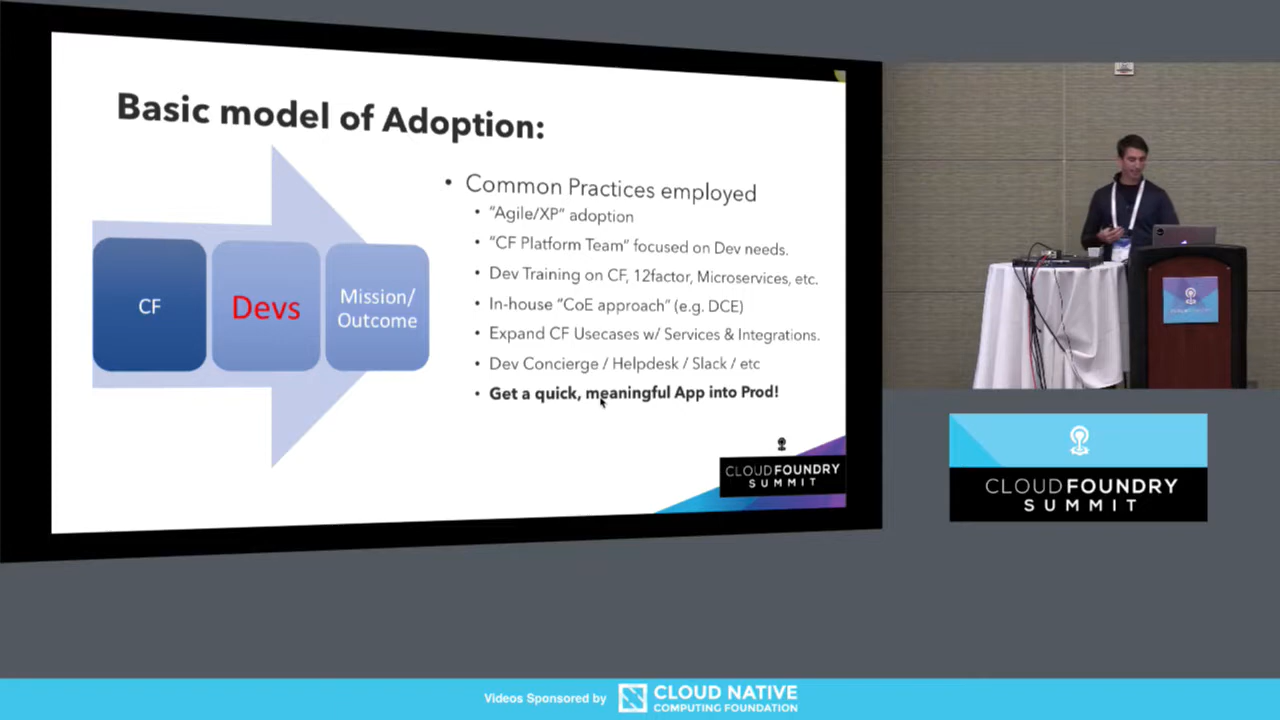 Basic model of Adoption:
CF
Devs
Mission/
Outcome
• Common Practices employed
• “Agile/XP” adoption
• “CF Platform Team” focused on Dev needs.
• Dev Training on CF, 12factor, Microservices, etc.
• In-house “CoE approach” (e.g. DCE)
• Expand CF Usecases w/ Services & Integrations.
• Dev Concierge / Helpdesk / Slack / etc
• Get a quick, meaningful App into Prod!
CLOUDFOUNDRY
SUMMIT
CLOUDFOUNDRY
SUMMIT
Videos Sponsored by
CLOUD NATIVE
COMPUTING FOUNDATION